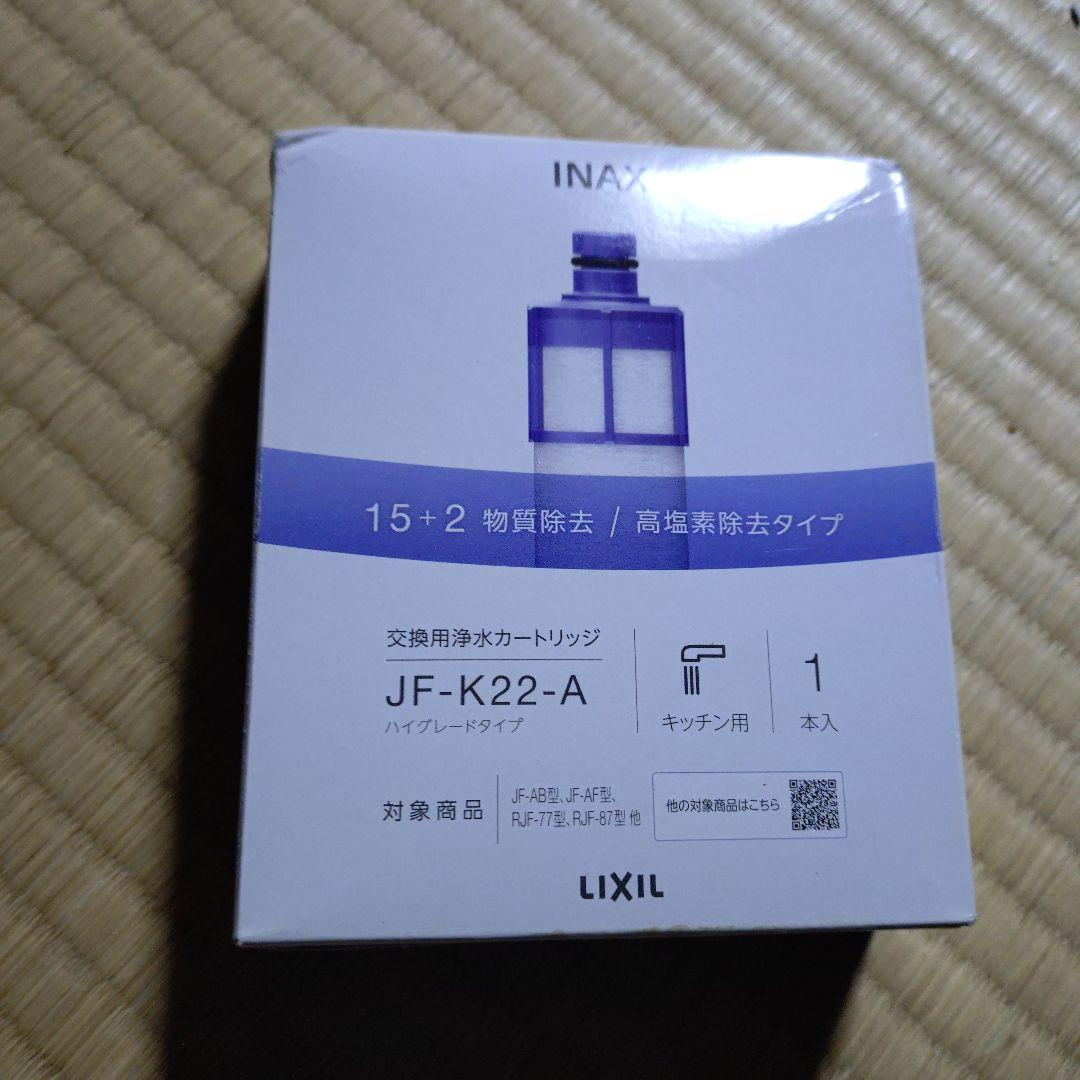 INAX
15+2 物質除去 / 高塩素除去タイプ
交換用浄水カートリッジ
JF-K22-A
ハイグレードタイプ
キッチン用
1
本入
対象商品
JF-AB型、JF-AF型、
RJF-77型、RJF-87型 他
他の対象商品はこちら
LIXIL